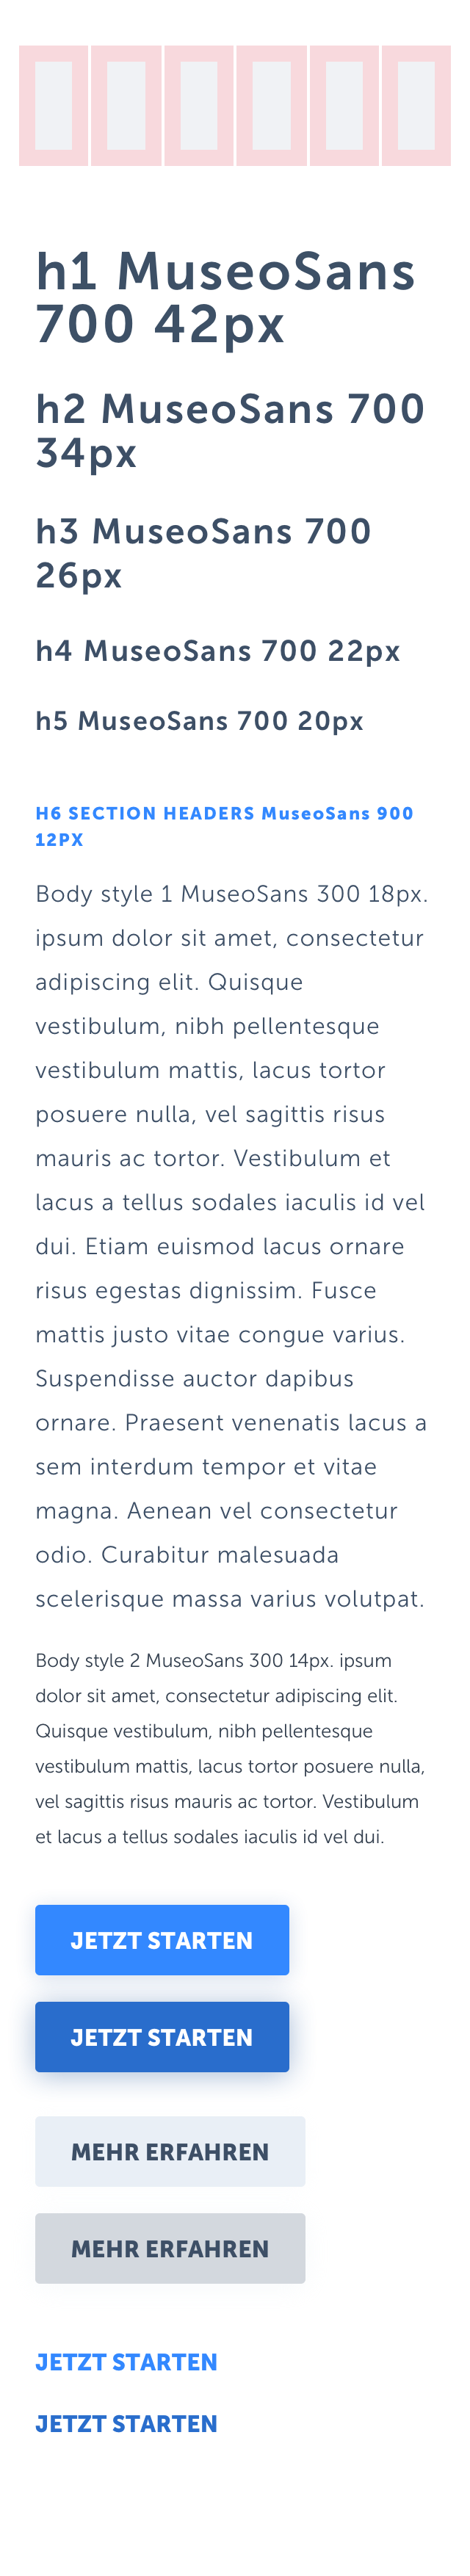 h1 MuseoSans
700 42px
h2 MuseoSans 700
34px
h3 MuseoSans 700
26px
h4 MuseoSans 700 22px
h5 MuseoSans 700 20px
H6 SECTION HEADERS MuseoSans 900
12PX
Body style 1 MuseoSans 300 18px.
ipsum dolor sit amet, consectetur
adipiscing elit. Quisque
vestibulum, nibh pellentesque
vestibulum mattis, lacus tortor
posuere nulla, vel sagittis risus
mauris ac tortor. Vestibulum et
lacus a tellus sodales iaculis id vel
dui. Etiam euismod lacus ornare
risus egestas dignissim. Fusce
mattis justo vitae congue varius.
Suspendisse auctor dapibus
ornare. Praesent venenatis lacus a
sem interdum tempor et vitae
magna. Aenean vel consectetur
odio. Curabitur malesuada
scelerisque massa varius volutpat.
Body style 2 MuseoSans 300 14px. ipsum
dolor sit amet, consectetur adipiscing elit.
Quisque vestibulum, nibh pellentesque
vestibulum mattis, lacus tortor posuere nulla,
vel sagittis risus mauris ac tortor. Vestibulum
et lacus a tellus sodales iaculis id vel dui.
JETZT STARTEN
JETZT STARTEN
MEHR ERFAHREN
MEHR ERFAHREN
JETZT STARTEN
JETZT STARTEN